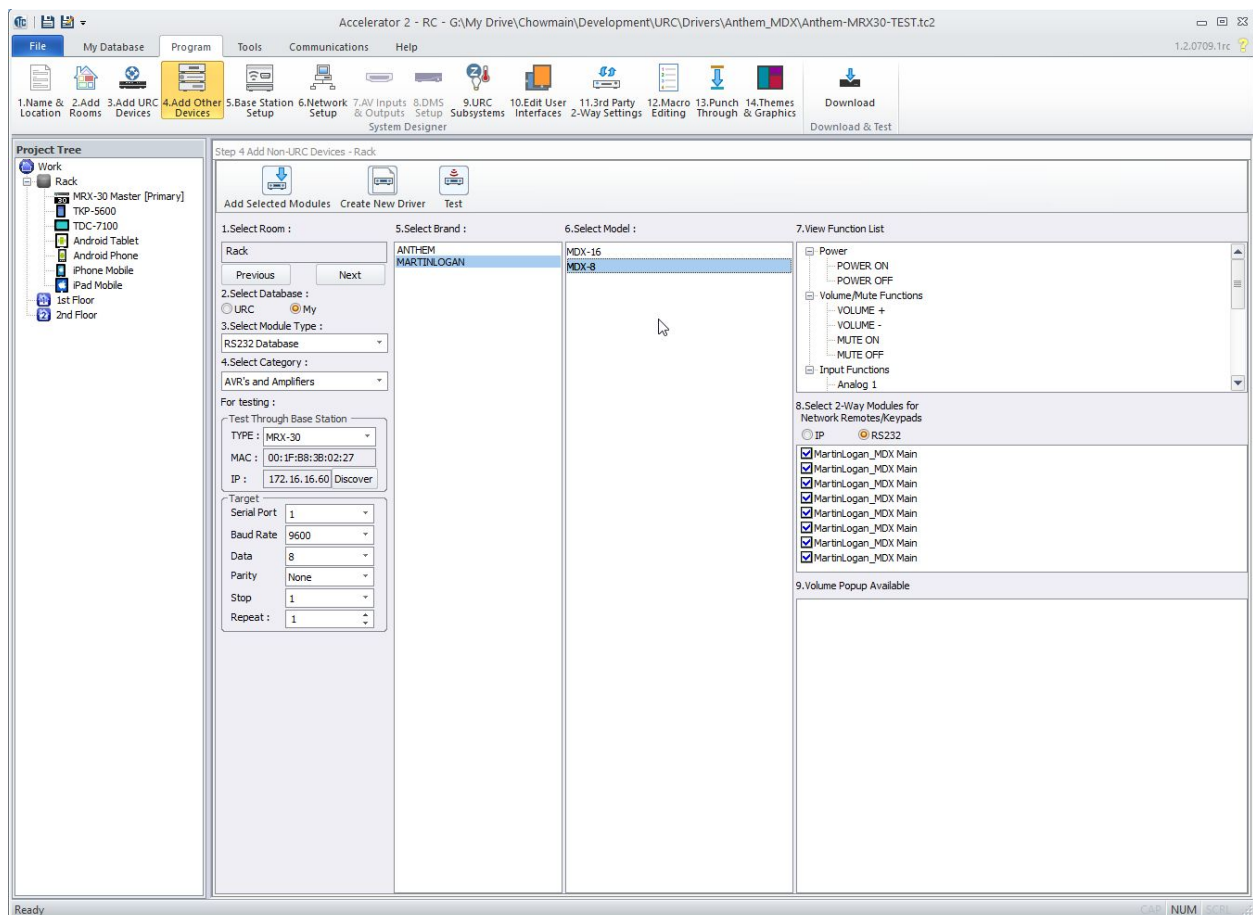 Accelerator 2 - RC - G:\My Drive\Chowmain\Development\URC\Drivers\Anthem_MDX\Anthem-MRX30-TEST.tc2
File My Database Program Tools Communications Help 1.2.0709.1rc
1.Name & Location
2.Add Rooms
3.Add URC Devices
4.Add Other Devices
5.Base Station Setup
6.Network Setup
7.AV Inputs & Outputs
8.DMS Setup
9.URC Subsystems
10.Edit User Interfaces
11.3rd Party 2-Way Settings
12.Macro Editing
13.Punch Through
14.Themes & Graphics
Download
System Designer
Download & Test
Project Tree
Work
Rack
30
MRX-30 Master [Primary]
TKP-5600
TDC-7100
Android Tablet
Android Phone
iPhone Mobile
iPad Mobile
1 1st Floor
2 2nd Floor
Step 4 Add Non-URC Devices - Rack
Add Selected Modules Create New Driver Test
1.Select Room :
Rack
Previous Next
2.Select Database :
URC My
3.Select Module Type :
RS232 Database
4.Select Category :
AVR's and Amplifiers
For testing :
Test Through Base Station
TYPE : MRX-30
MAC : 00:1F:B8:3B:02:27
IP : 172.16.16.60 Discover
Target
Serial Port 1
Baud Rate 9600
Data 8
Parity None
Stop 1
Repeat : 1
5.Select Brand :
ANTHEM
MARTINLOGAN
6.Select Model :
MDX-16
MDX-8
7.View Function List
Power
POWER ON
POWER OFF
Volume/Mute Functions
VOLUME +
VOLUME -
MUTE ON
MUTE OFF
Input Functions
Analog 1
8.Select 2-Way Modules for
Network Remotes/Keypads
IP RS232
MartinLogan_MDX Main
MartinLogan_MDX Main
MartinLogan_MDX Main
MartinLogan_MDX Main
MartinLogan_MDX Main
MartinLogan_MDX Main
MartinLogan_MDX Main
MartinLogan_MDX Main
9.Volume Popup Available
Ready CAP NUM SCRL